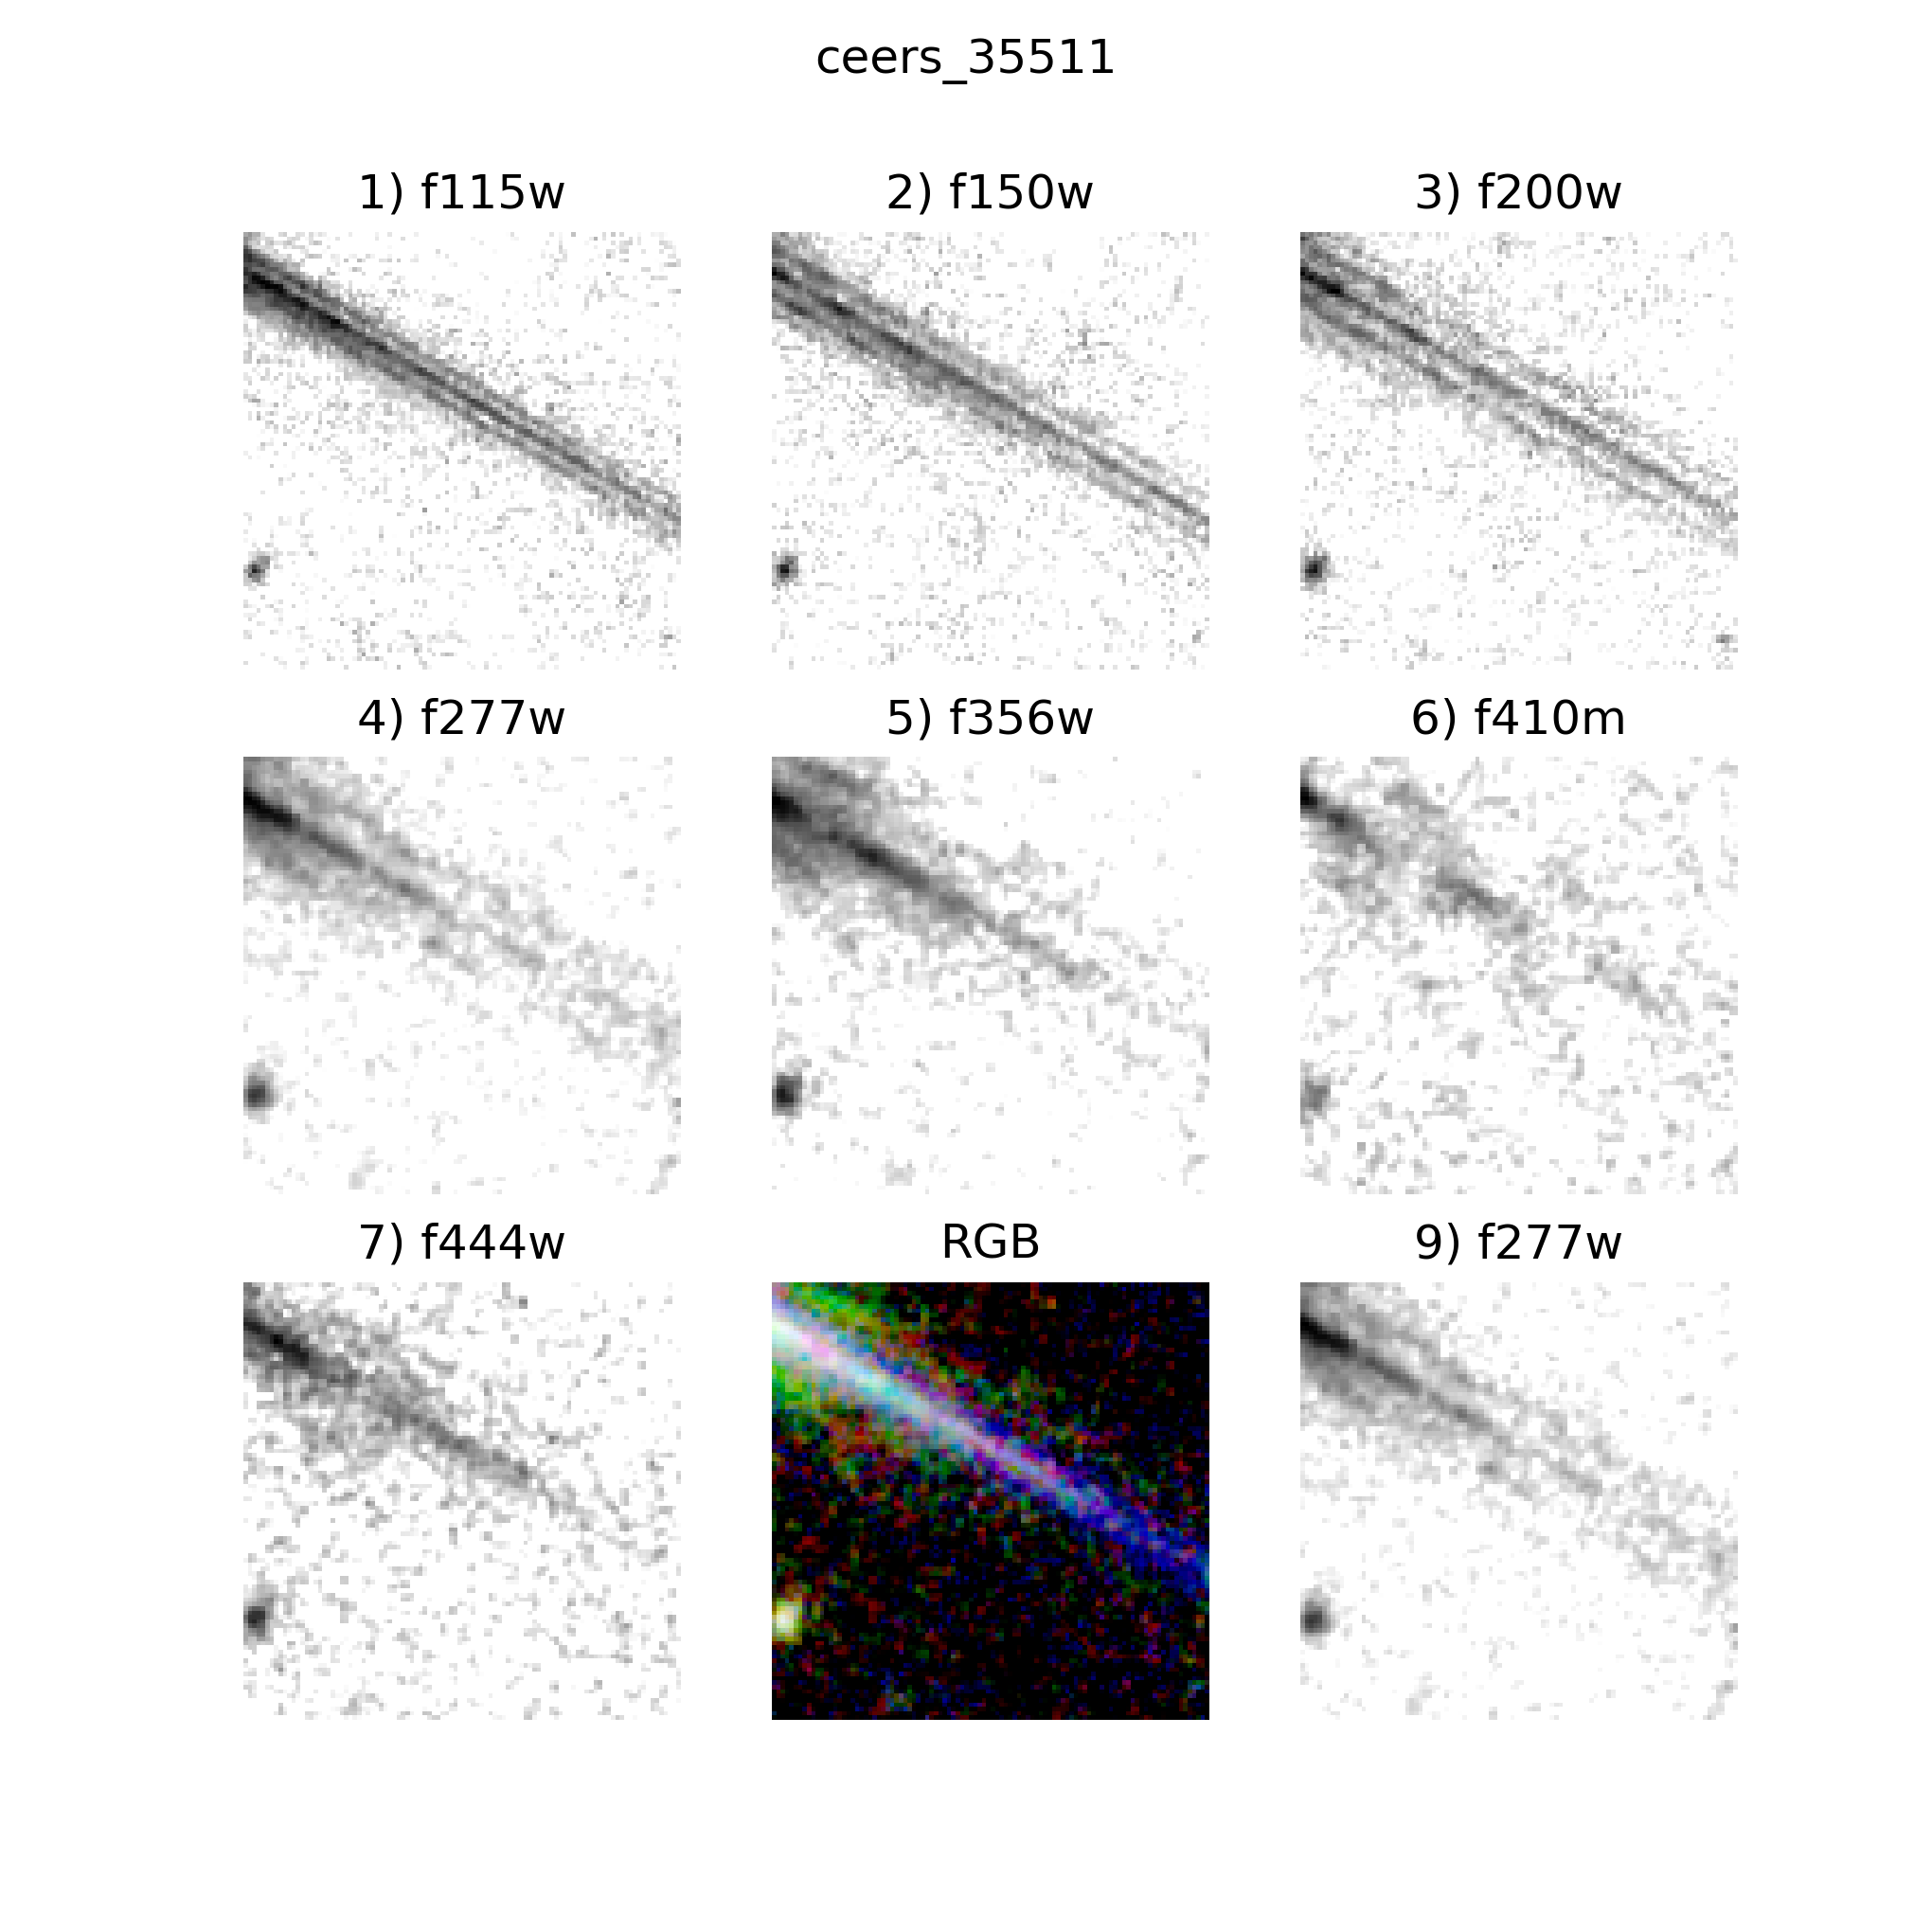 ceers_35511
1) f115w
2) f150w
3) f200w
4) f277w
5) f356w
6) f410m
7) f444w
RGB
9) f277w